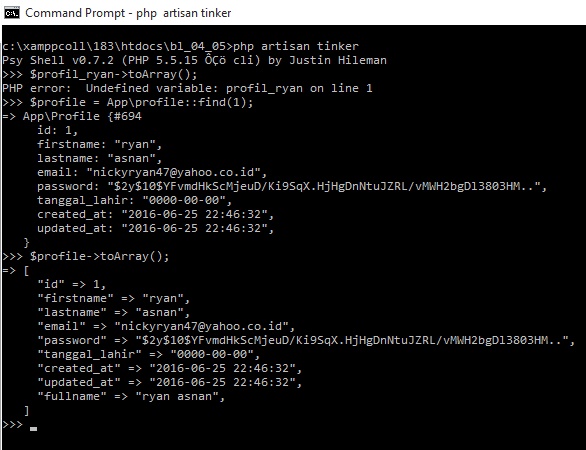 Command Prompt - php  artisan tinker
c:\xamppcoll\183\htdocs\bl_04_05>php artisan tinker
Psy Shell v0.7.2 (PHP 5.5.15 ÔÇö cli) by Justin Hileman
>>> $profil_ryan->toArray();
PHP error:  Undefined variable: profil_ryan on line 1
>>> $profile = App\profile::find(1);
=> App\Profile {#694
     id: 1,
     firstname: "ryan",
     lastname: "asnan",
     email: "nickyryan47@yahoo.co.id",
     password: "$2y$10$YFvmdHkScMjeuD/Ki9SqX.HjHgDnNtuJZRL/vMWH2bgDl3803HM..",
     tanggal_lahir: "0000-00-00",
     created_at: "2016-06-25 22:46:32",
     updated_at: "2016-06-25 22:46:32",
   }
>>> $profile->toArray();
=> [
     "id" => 1,
     "firstname" => "ryan",
     "lastname" => "asnan",
     "email" => "nickyryan47@yahoo.co.id",
     "password" => "$2y$10$YFvmdHkScMjeuD/Ki9SqX.HjHgDnNtuJZRL/vMWH2bgDl3803HM..",
     "tanggal_lahir" => "0000-00-00",
     "created_at" => "2016-06-25 22:46:32",
     "updated_at" => "2016-06-25 22:46:32",
     "fullname" => "ryan asnan",
   ]
>>> _